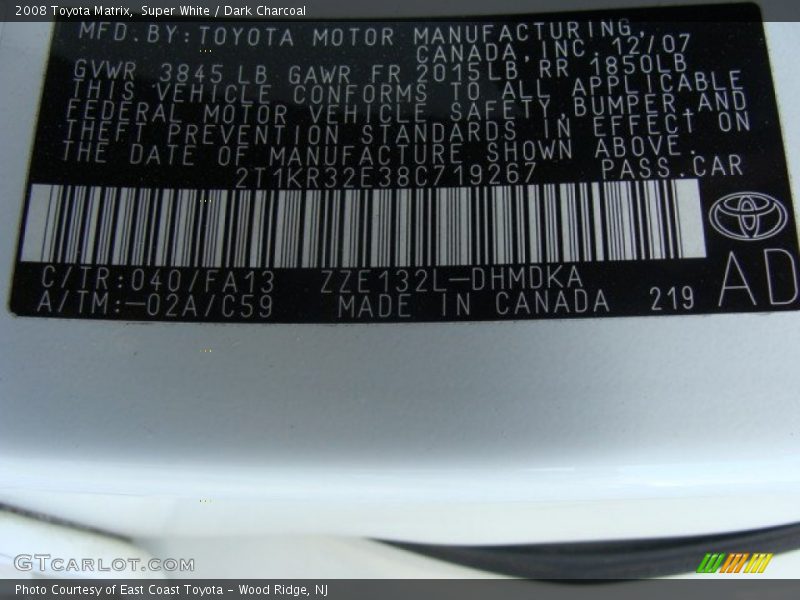 2008 Toyota Matrix, Super White / Dark Charcoal
MFD.BY:TOYOTA MOTOR MANUFACTURING,
CANADA,INC. 12/07
GVWR 3845LB GAWR FR 2015LB,RR 1850LB
THIS VEHICLE CONFORMS TO ALL APPLICABLE
FEDERAL MOTOR VEHICLE SAFETY,BUMPER,AND
THEFT PREVENTION STANDARDS IN EFFECT ON
THE DATE OF MANUFACTURE SHOWN ABOVE.
2T1KR32E38C719267 PASS.CAR
C/TR:040/FA13 ZZE132L-DHMDKA
A/TM:-02A/C59 MADE IN CANADA 219 AD
GTCARLOT.COM
Photo Courtesy of East Coast Toyota - Wood Ridge, NJ